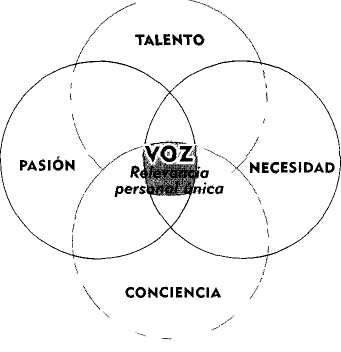 TALENTO
PASIÓN
VOZ
NECESIDAD
Relevancia
personal única
CONCIENCIA